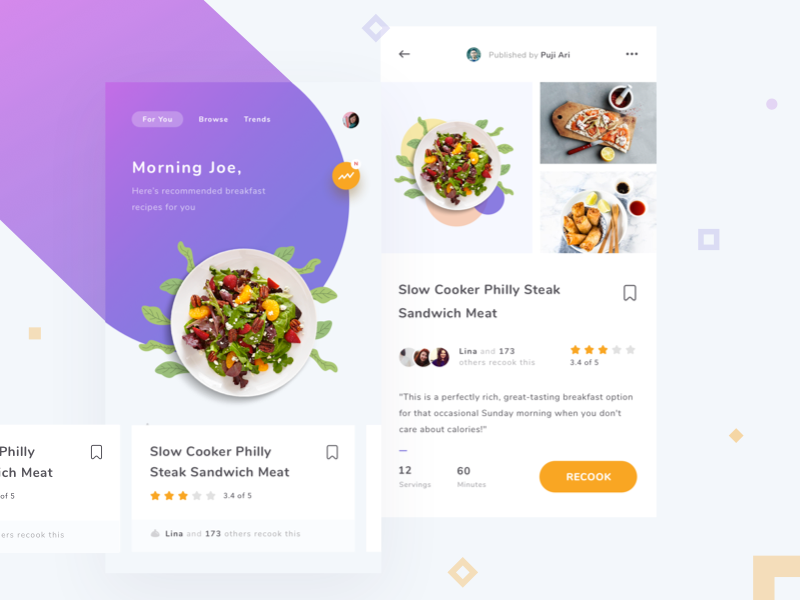 Published by Puji Ari
For You Browse Trends
Morning Joe,
Here's recommended breakfast
recipes for you
Philly
ich Meat
of 5
ers recook this
Slow Cooker Philly
Steak Sandwich Meat
3.4 of 5
Lina and 173 others recook this
Slow Cooker Philly Steak
Sandwich Meat
Lina and 173
others recook this
3.4 of 5
"This is a perfectly rich, great-tasting breakfast option
for that occasional Sunday morning when you don't
care about calories!"
12
Servings
60
Minutes
RECOOK